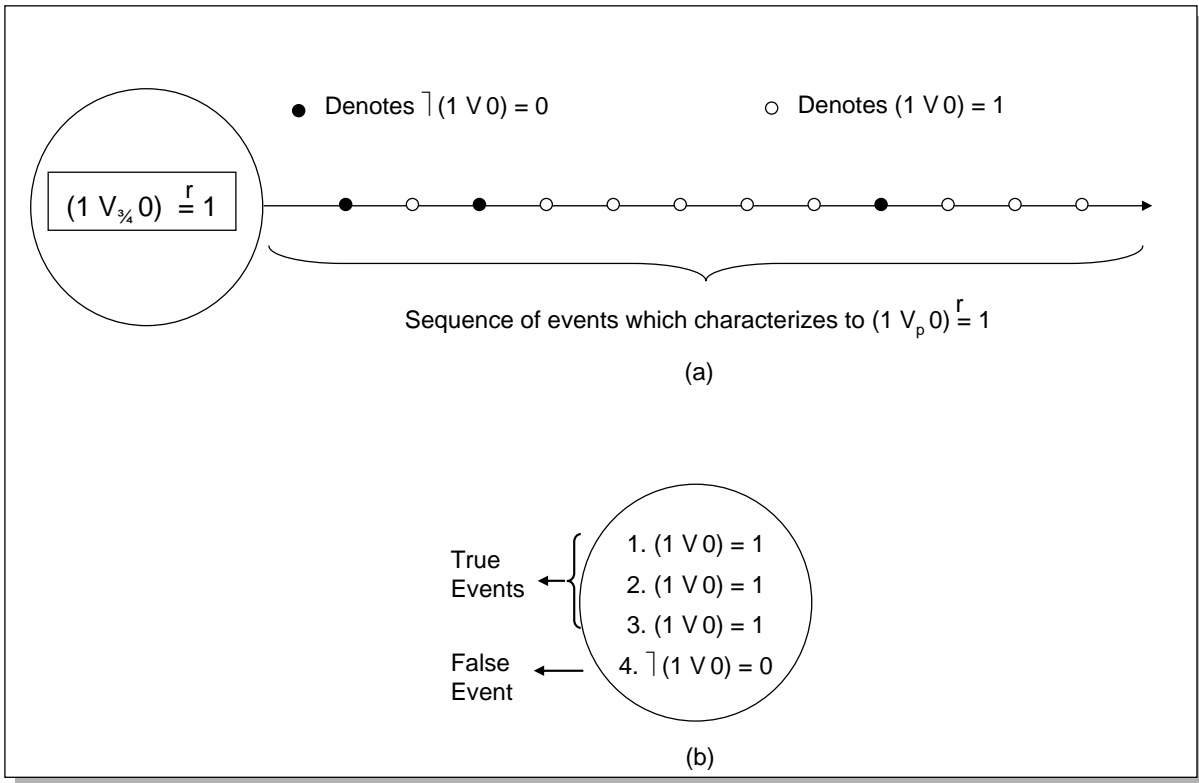 ● Denotes ⏋(1 V 0) = 0
○ Denotes (1 V 0) = 1
(1 V¾ 0) r= 1
Sequence of events which characterizes to (1 Vp 0) r= 1
(a)
True
Events
1. (1 V 0) = 1
2. (1 V 0) = 1
3. (1 V 0) = 1
False
Event
4. ⏋(1 V 0) = 0
(b)